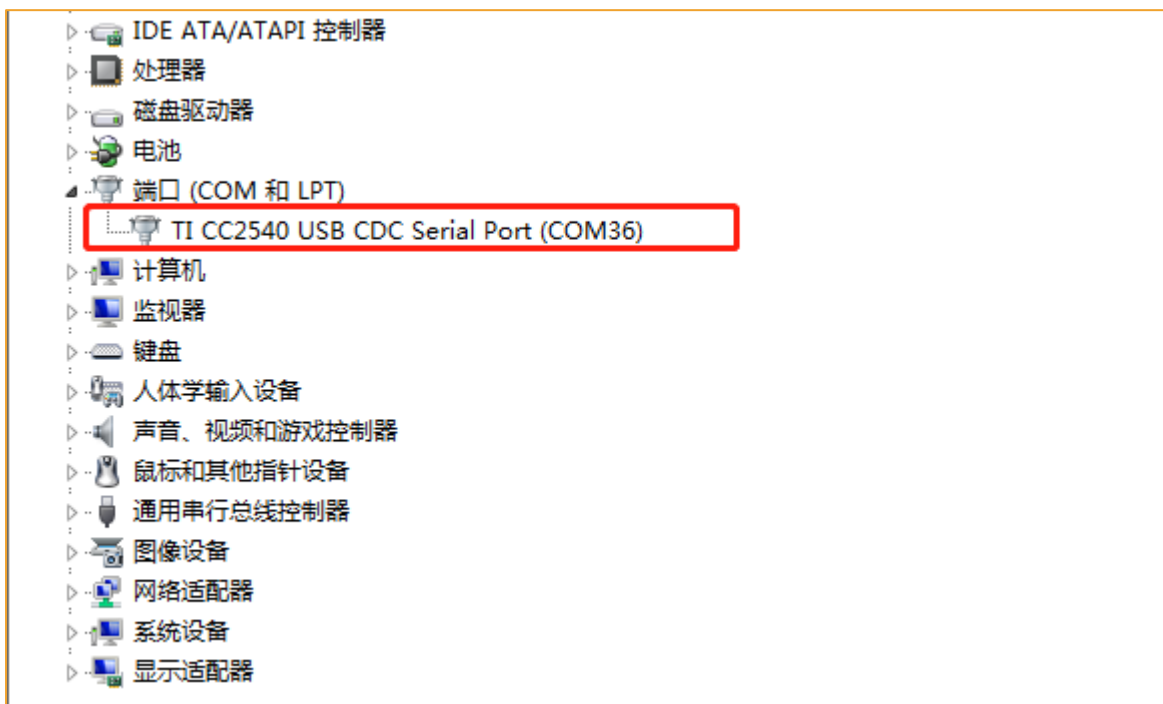 IDE ATA/ATAPI 控制器
处理器
磁盘驱动器
电池
端口 (COM 和 LPT)
TI CC2540 USB CDC Serial Port (COM36)
计算机
监视器
键盘
人体学输入设备
声音、视频和游戏控制器
鼠标和其他指针设备
通用串行总线控制器
图像设备
网络适配器
系统设备
显示适配器